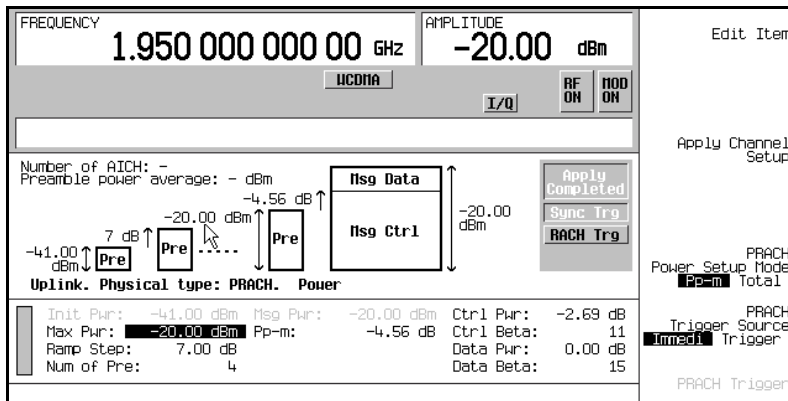 FREQUENCY
1.950 000 000 00 GHz
AMPLITUDE
-20.00 dBm
WCDMA
I/Q
RF ON
MOD ON
Number of AICH: -
Preamble power average: - dBm
-41.00 dBm
Pre
7 dB
Pre
-20.00 dBm
.....
-4.56 dB
Pre
Msg Data
Msg Ctrl
-20.00 dBm
Apply Completed
Sync Trg
RACH Trg
Uplink. Physical type: PRACH. Power
Init Pwr: -41.00 dBm Msg Pwr: -20.00 dBm Ctrl Pwr: -2.69 dB
Max Pwr: -20.00 dBm Pp-m: -4.56 dB Ctrl Beta: 11
Ramp Step: 7.00 dB Data Pwr: 0.00 dB
Num of Pre: 4 Data Beta: 15
Edit Item
Apply Channel
Setup
PRACH
Power Setup Mode
Pp-m Total
PRACH
Trigger Source
Immedi Trigger
PRACH Trigger